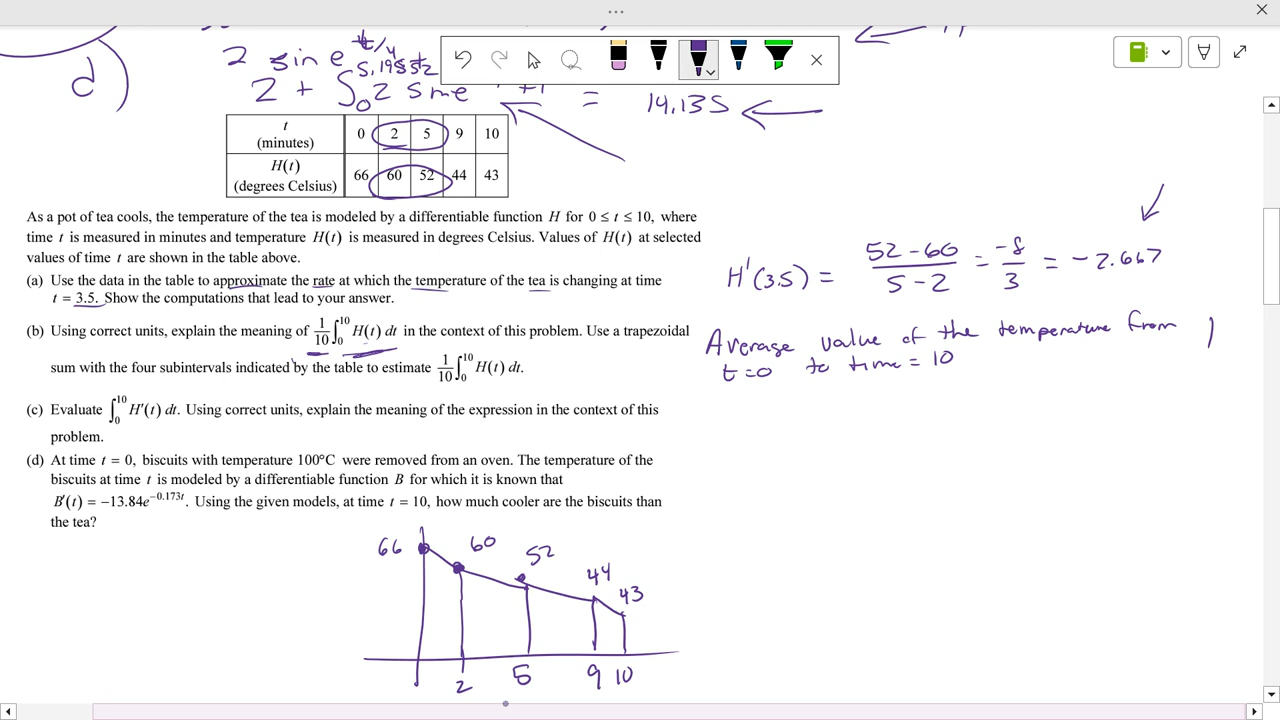 2 sin e^t/4
5.19552
d)
2 + ∫0 2 sin e = 14.135
t (minutes) 0 2 5 9 10
H(t) (degrees Celsius) 66 60 52 44 43
As a pot of tea cools, the temperature of the tea is modeled by a differentiable function H for 0 ≤ t ≤ 10, where
time t is measured in minutes and temperature H(t) is measured in degrees Celsius. Values of H(t) at selected
values of time t are shown in the table above.
(a) Use the data in the table to approximate the rate at which the temperature of the tea is changing at time
t = 3.5. Show the computations that lead to your answer.
H'(3.5) = (52 - 60)/(5 - 2) = -8/3 = -2.667
(b) Using correct units, explain the meaning of 1/10 ∫0^10 H(t) dt in the context of this problem. Use a trapezoidal
sum with the four subintervals indicated by the table to estimate 1/10 ∫0^10 H(t) dt.
Average value of the temperature from
t=0 to time = 10
(c) Evaluate ∫0^10 H'(t) dt. Using correct units, explain the meaning of the expression in the context of this
problem.
(d) At time t = 0, biscuits with temperature 100°C were removed from an oven. The temperature of the
biscuits at time t is modeled by a differentiable function B for which it is known that
B'(t) = -13.84e^-0.173t. Using the given models, at time t = 10, how much cooler are the biscuits than
the tea?
66 60 52 44 43
2 5 9 10